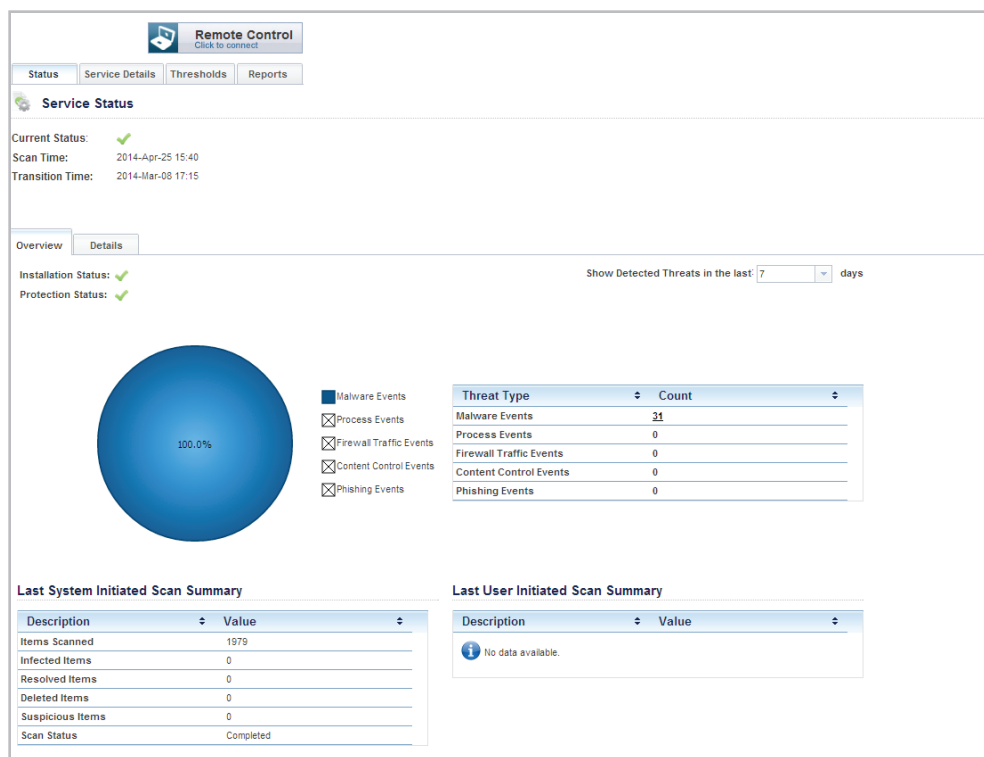 Remote Control
Click to connect
Status Service Details Thresholds Reports
Service Status
Current Status:
Scan Time: 2014-Apr-25 15:40
Transition Time: 2014-Mar-08 17:15
Overview Details
Installation Status:
Show Detected Threats in the last: 7 days
Protection Status:
100.0%
Malware Events
Process Events
Firewall Traffic Events
Content Control Events
Phishing Events
Threat Type Count
Malware Events 31
Process Events 0
Firewall Traffic Events 0
Content Control Events 0
Phishing Events 0
Last System Initiated Scan Summary
Description Value
Items Scanned 1979
Infected Items 0
Resolved Items 0
Deleted Items 0
Suspicious Items 0
Scan Status Completed
Last User Initiated Scan Summary
Description Value
No data available.